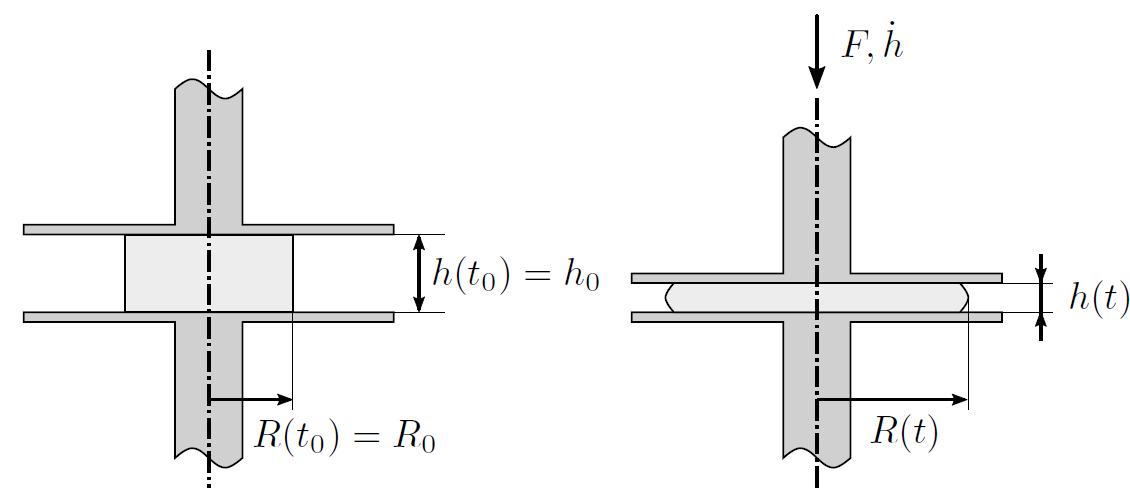 F, ḣ
h(t₀) = h₀
h(t)
R(t₀) = R₀
R(t)